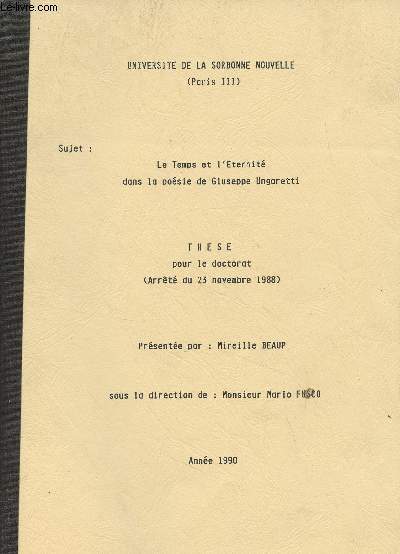 Le-livre.com
UNIVERSITE DE LA SORBONNE NOUVELLE
(Paris III)
Sujet :
Le Temps et l'Eternité
dans la poésie de Giuseppe Ungaretti
T H E S E
pour le doctorat
(Arrêté du 23 novembre 1988)
Présentée par : Mireille BEAUP
sous la direction de : Monsieur Mario FUSCO
Année 1990